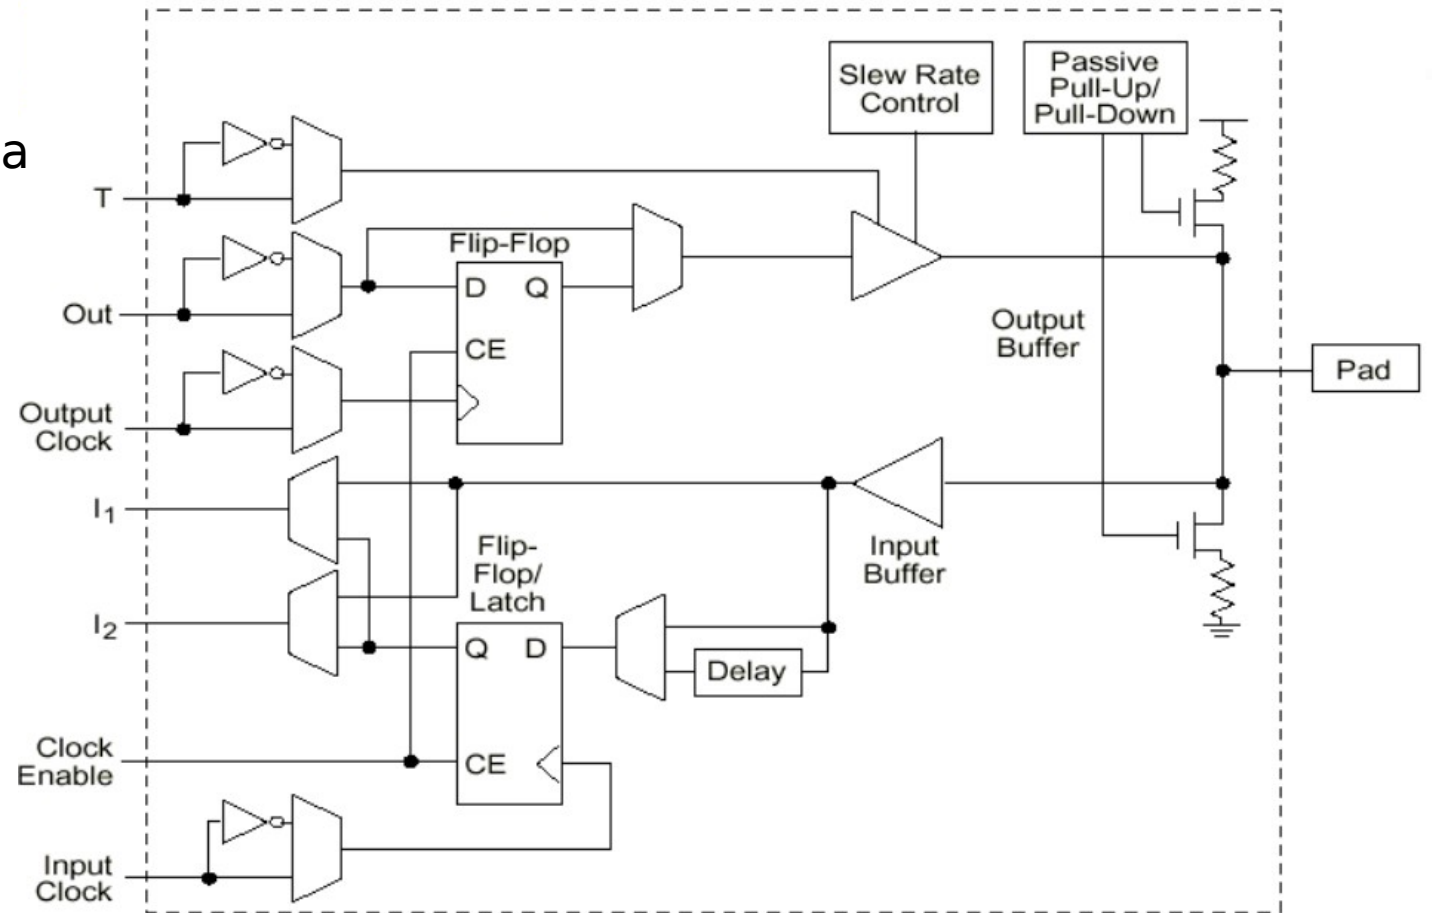 Slew Rate
Control
Passive
Pull-Up/
Pull-Down
a
T
Flip-Flop
D Q
Out
CE
Output
Buffer
Pad
Output
Clock
I1
Flip-
Flop/
Latch
Input
Buffer
I2
Q D
Delay
Clock
Enable
CE
Input
Clock